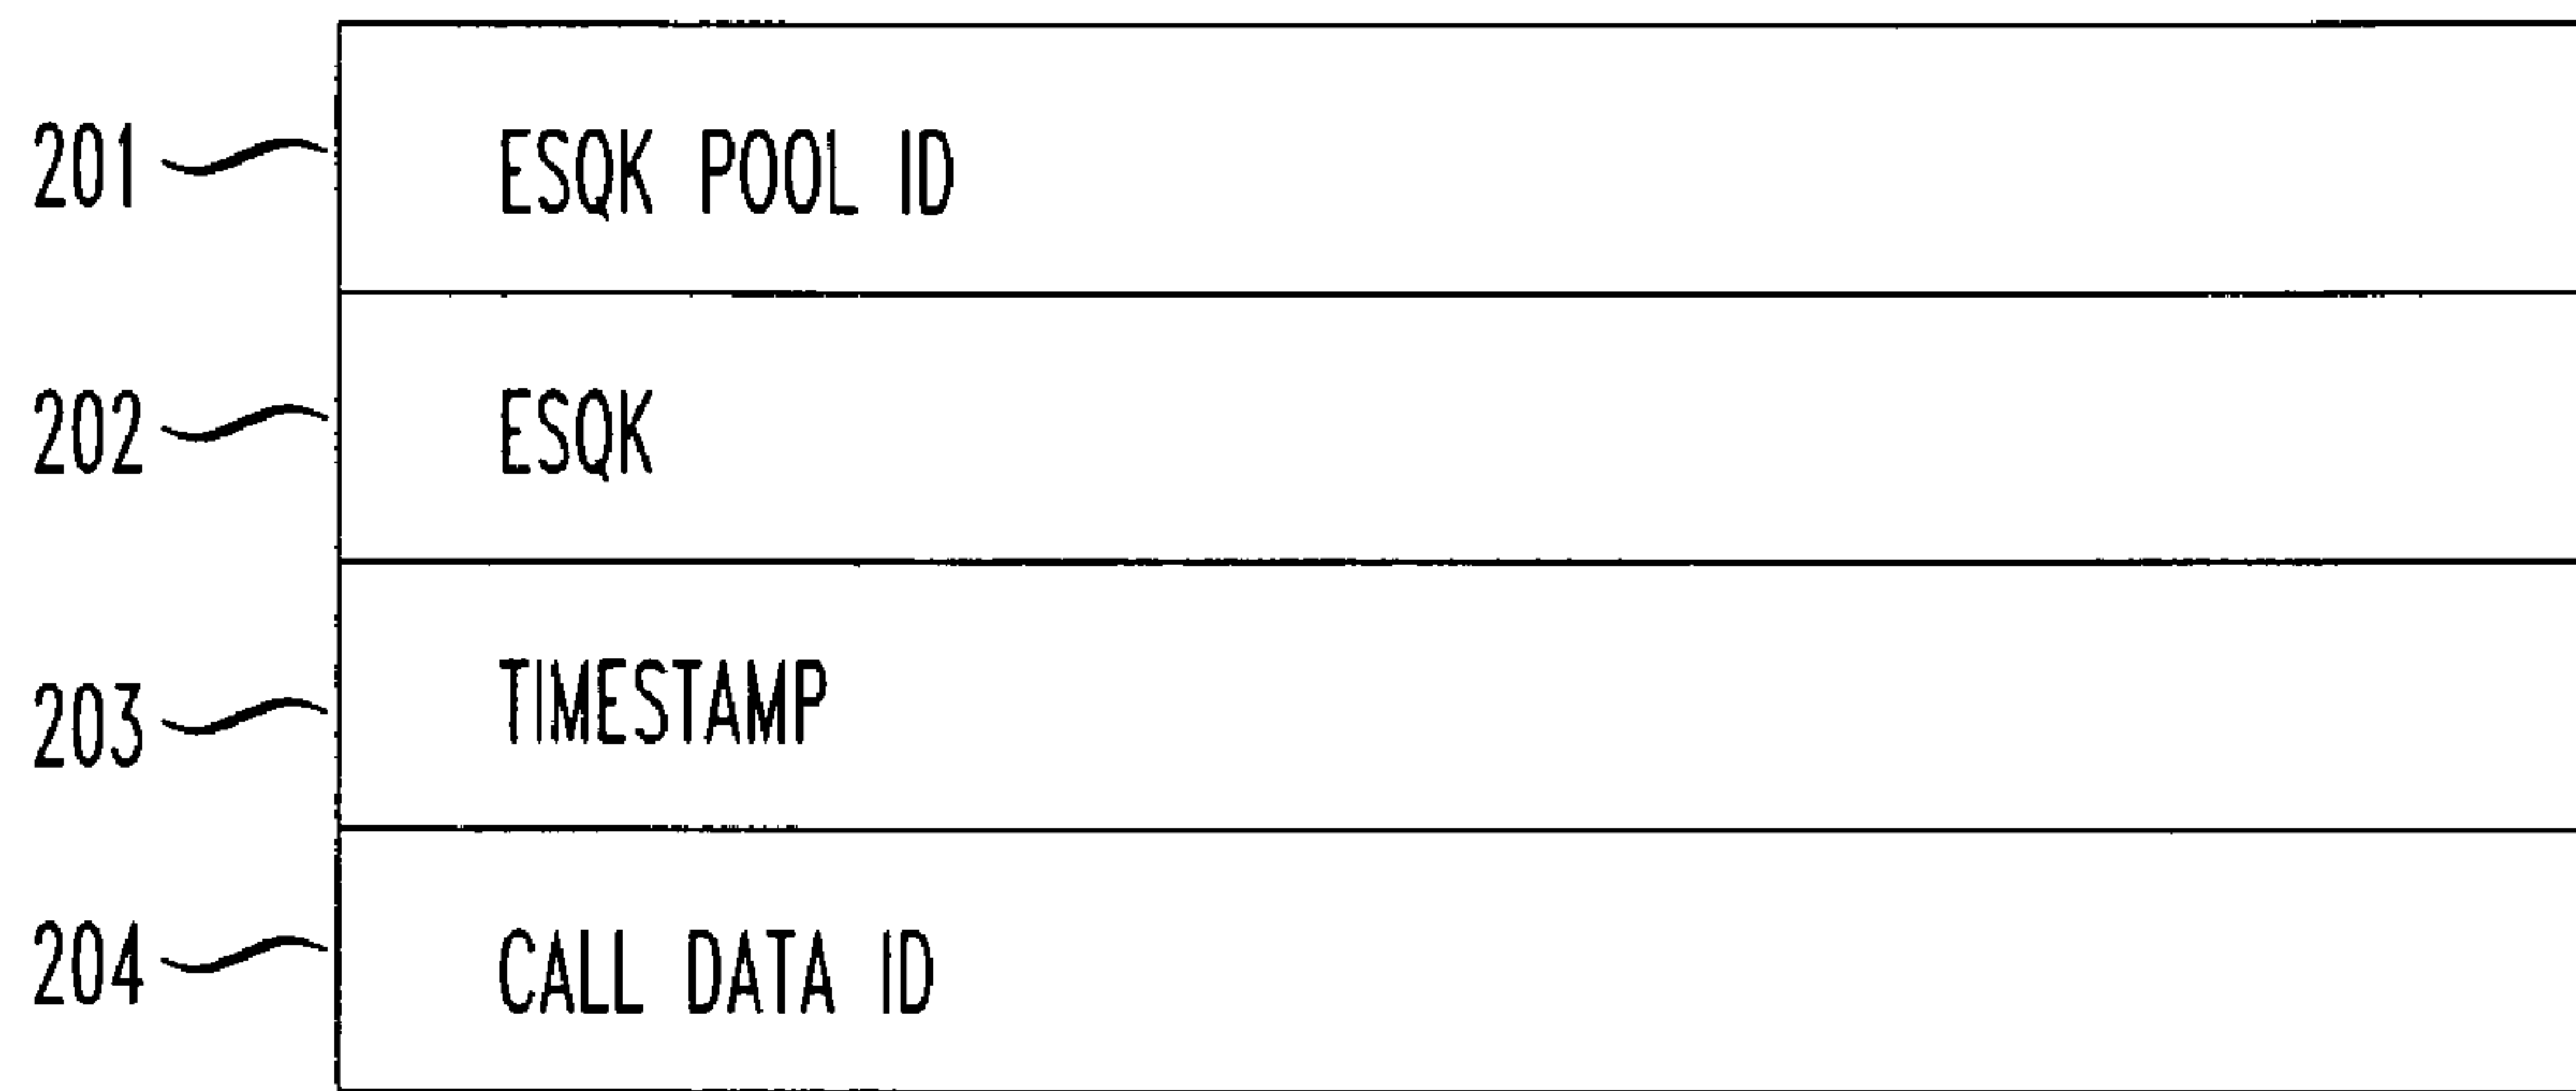 201 ESQK POOL ID
202 ESQK
203 TIMESTAMP
204 CALL DATA ID